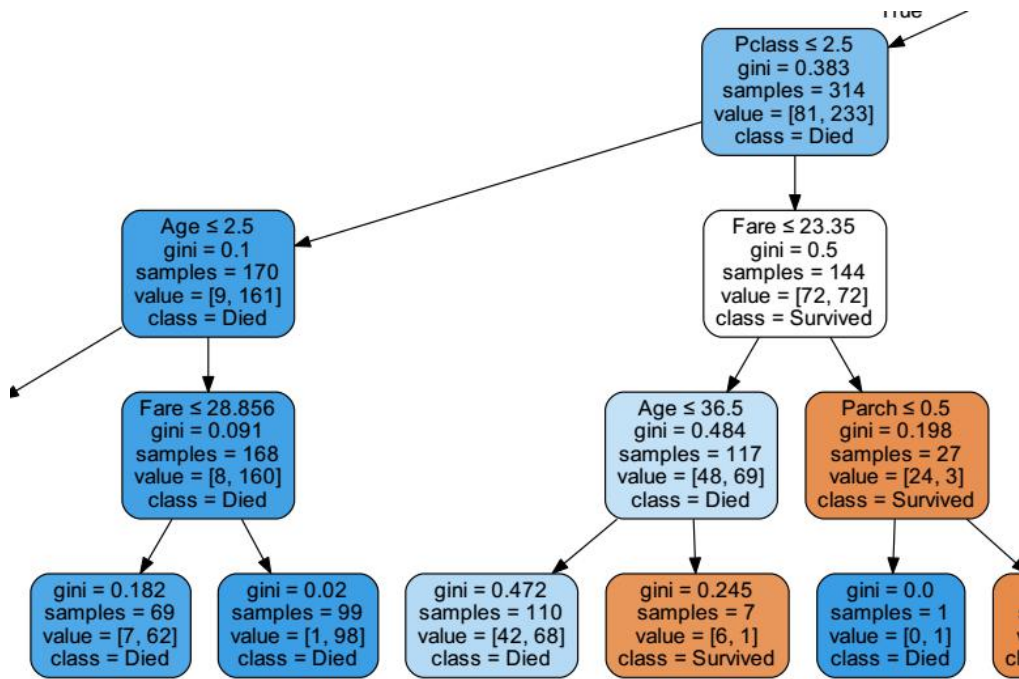 True
Pclass ≤ 2.5
gini = 0.383
samples = 314
value = [81, 233]
class = Died
Age ≤ 2.5
gini = 0.1
samples = 170
value = [9, 161]
class = Died
Fare ≤ 23.35
gini = 0.5
samples = 144
value = [72, 72]
class = Survived
Fare ≤ 28.856
gini = 0.091
samples = 168
value = [8, 160]
class = Died
Age ≤ 36.5
gini = 0.484
samples = 117
value = [48, 69]
class = Died
Parch ≤ 0.5
gini = 0.198
samples = 27
value = [24, 3]
class = Survived
gini = 0.182
samples = 69
value = [7, 62]
class = Died
gini = 0.02
samples = 99
value = [1, 98]
class = Died
gini = 0.472
samples = 110
value = [42, 68]
class = Died
gini = 0.245
samples = 7
value = [6, 1]
class = Survived
gini = 0.0
samples = 1
value = [0, 1]
class = Died